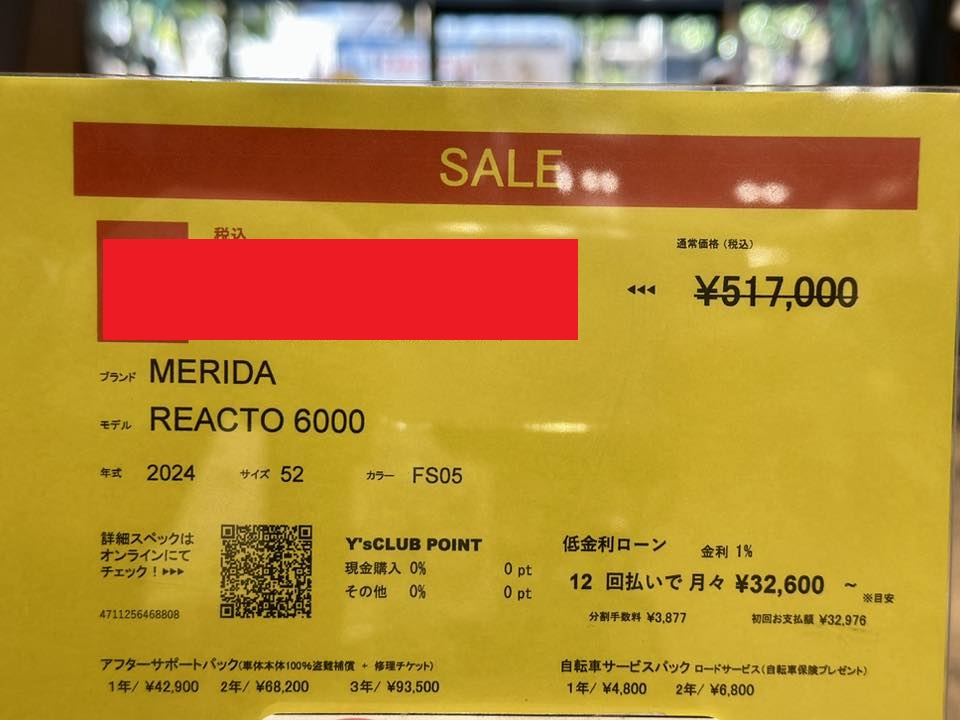 SALE
税込
通常価格（税込）
◀◀◀ ¥517,000
ブランド MERIDA
モデル REACTO 6000
年式 2024 サイズ 52 カラー FS05
詳細スペックは
オンラインにて
チェック！▶▶▶
4711256468808
Y'sCLUB POINT
現金購入 0% 0 pt
その他 0% 0 pt
低金利ローン 金利 1%
12 回払いで 月々 ¥32,600 ~ ※目安
分割手数料 ¥3,877 初回お支払額 ¥32,976
アフターサポートパック(車体本体100%盗難補償 + 修理チケット)
1年/ ¥42,900 2年/ ¥68,200 3年/ ¥93,500
自転車サービスパック ロードサービス(自転車保険プレゼント)
1年/ ¥4,800 2年/ ¥6,800